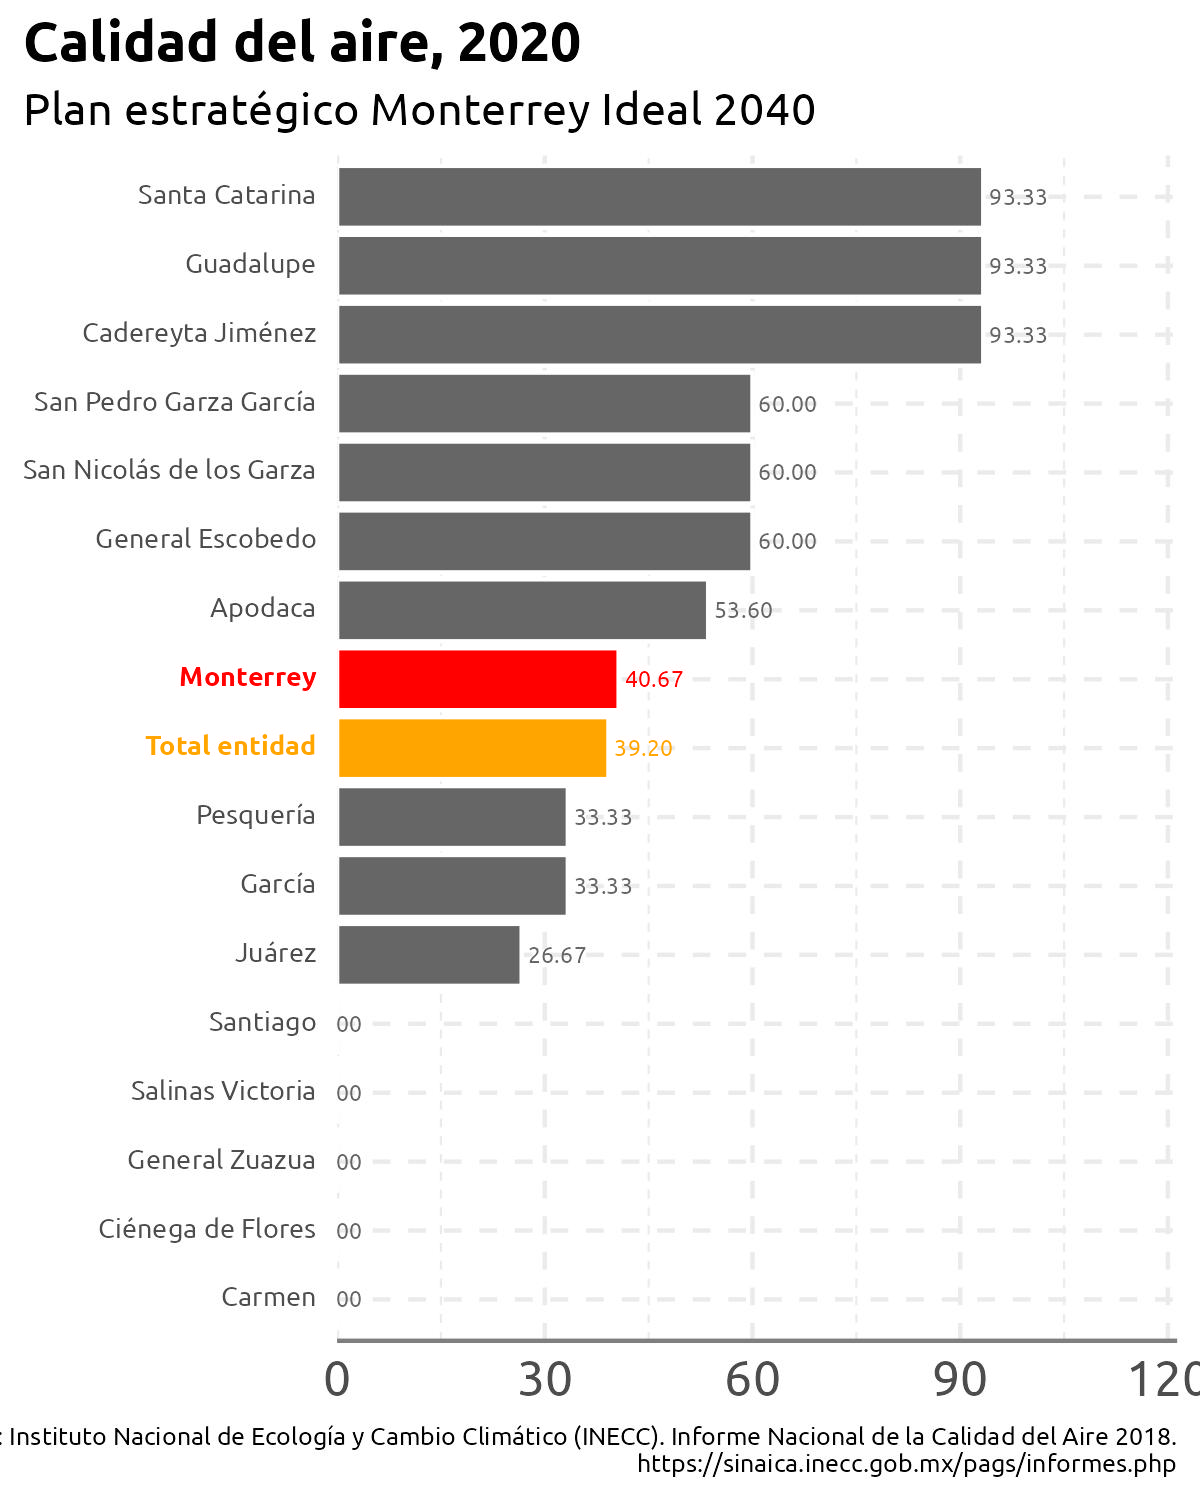 Calidad del aire, 2020
Plan estratégico Monterrey Ideal 2040
Santa Catarina 93.33
Guadalupe 93.33
Cadereyta Jiménez 93.33
San Pedro Garza García 60.00
San Nicolás de los Garza 60.00
General Escobedo 60.00
Apodaca 53.60
Monterrey 40.67
Total entidad 39.20
Pesquería 33.33
García 33.33
Juárez 26.67
Santiago 00
Salinas Victoria 00
General Zuazua 00
Ciénega de Flores 00
Carmen 00
0 30 60 90 120
: Instituto Nacional de Ecología y Cambio Climático (INECC). Informe Nacional de la Calidad del Aire 2018.
https://sinaica.inecc.gob.mx/pags/informes.php